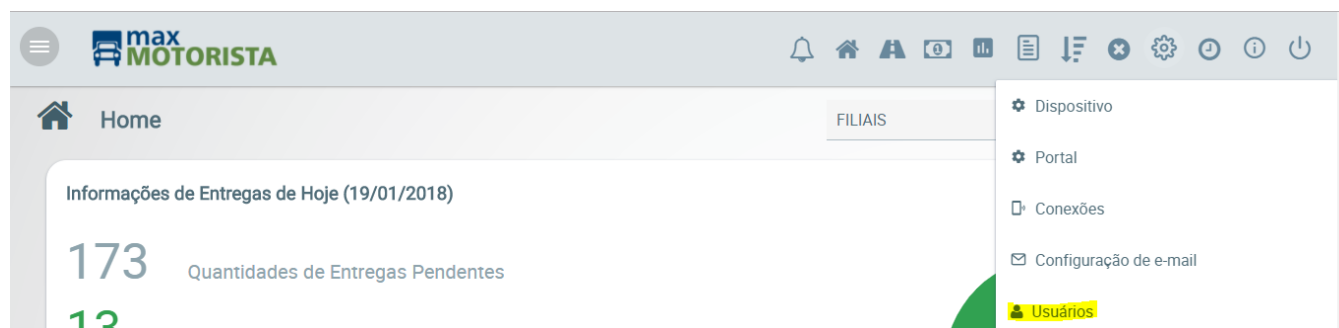 max
MOTORISTA
Home
FILIAIS
Dispositivo
Portal
Conexões
Configuração de e-mail
Usuários
Informações de Entregas de Hoje (19/01/2018)
173 Quantidades de Entregas Pendentes
13